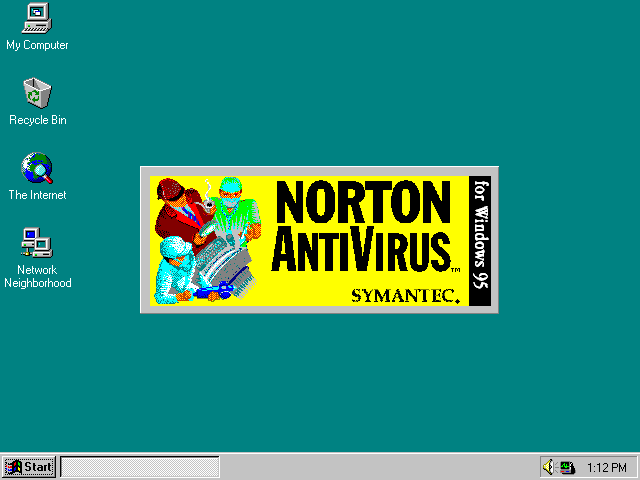 My Computer
Recycle Bin
The Internet
Network
Neighborhood
NORTON
ANTIVIRUS™
SYMANTEC.
for Windows 95
Start
1:12 PM